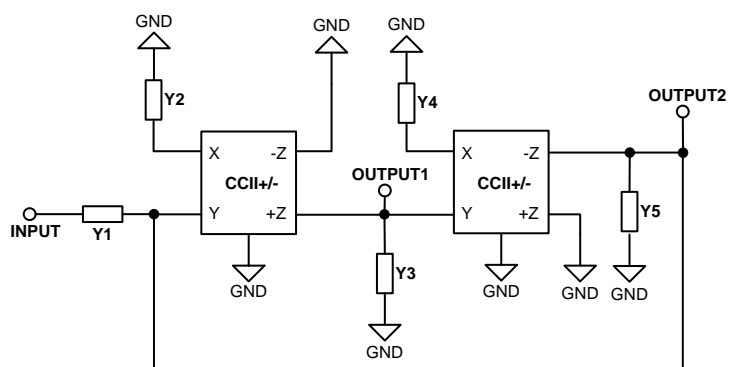 GND
GND
GND
Y2
Y4
OUTPUT2
X
-Z
X
-Z
CCII+/-
OUTPUT1
CCII+/-
Y
+Z
Y
+Z
Y5
INPUT
Y1
Y3
GND
GND
GND
GND
GND